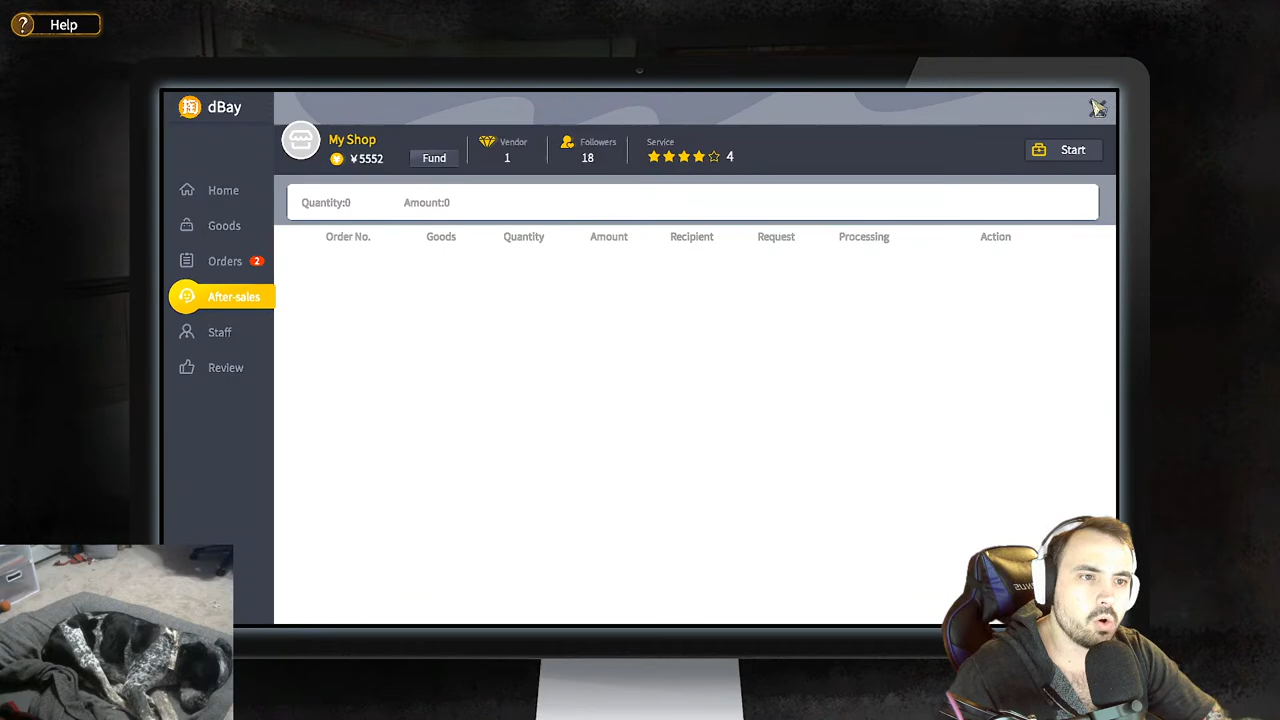 ? Help
掏 dBay
My Shop
¥ ¥5552
Fund
Vendor
1
Followers
18
Service
4
Start
Home
Goods
Orders 2
After-sales
Staff
Review
Quantity:0 Amount:0
Order No. Goods Quantity Amount Recipient Request Processing Action